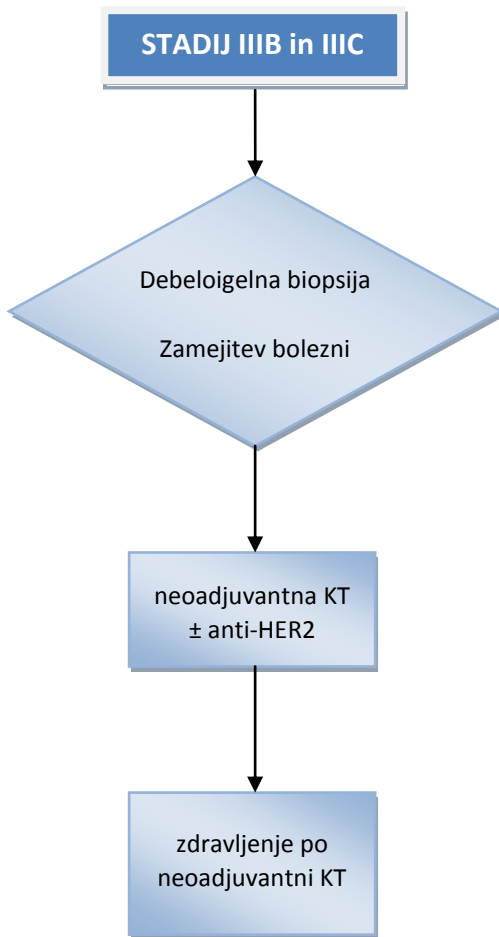 STADIJ IIIB in IIIC
Debeloigelna biopsija
Zamejitev bolezni
neoadjuvantna KT
± anti-HER2
zdravljenje po
neoadjuvantni KT